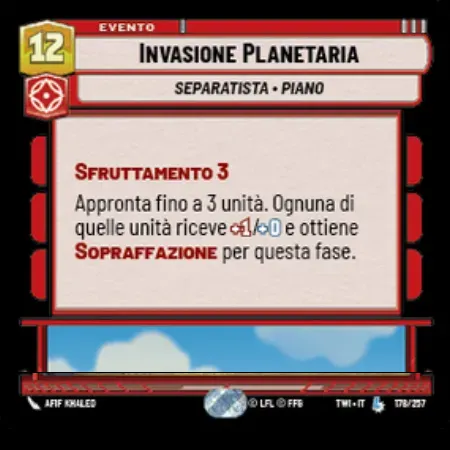 EVENTO
12
INVASIONE PLANETARIA
SEPARATISTA • PIANO
SFRUTTAMENTO 3
Appronta fino a 3 unità. Ognuna di
quelle unità riceve +1/+0 e ottiene
SOPRAFFAZIONE per questa fase.
AFIF KHALED
© LFL © FFG
TWI • IT
178/257